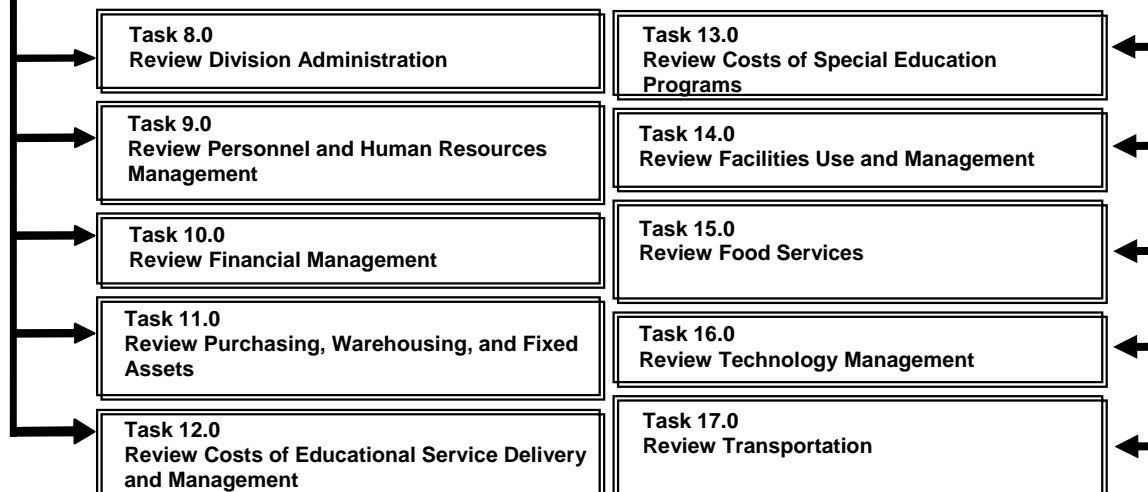 Task 8.0
Review Division Administration
Task 9.0
Review Personnel and Human Resources
Management
Task 10.0
Review Financial Management
Task 11.0
Review Purchasing, Warehousing, and Fixed
Assets
Task 12.0
Review Costs of Educational Service Delivery
and Management
Task 13.0
Review Costs of Special Education
Programs
Task 14.0
Review Facilities Use and Management
Task 15.0
Review Food Services
Task 16.0
Review Technology Management
Task 17.0
Review Transportation